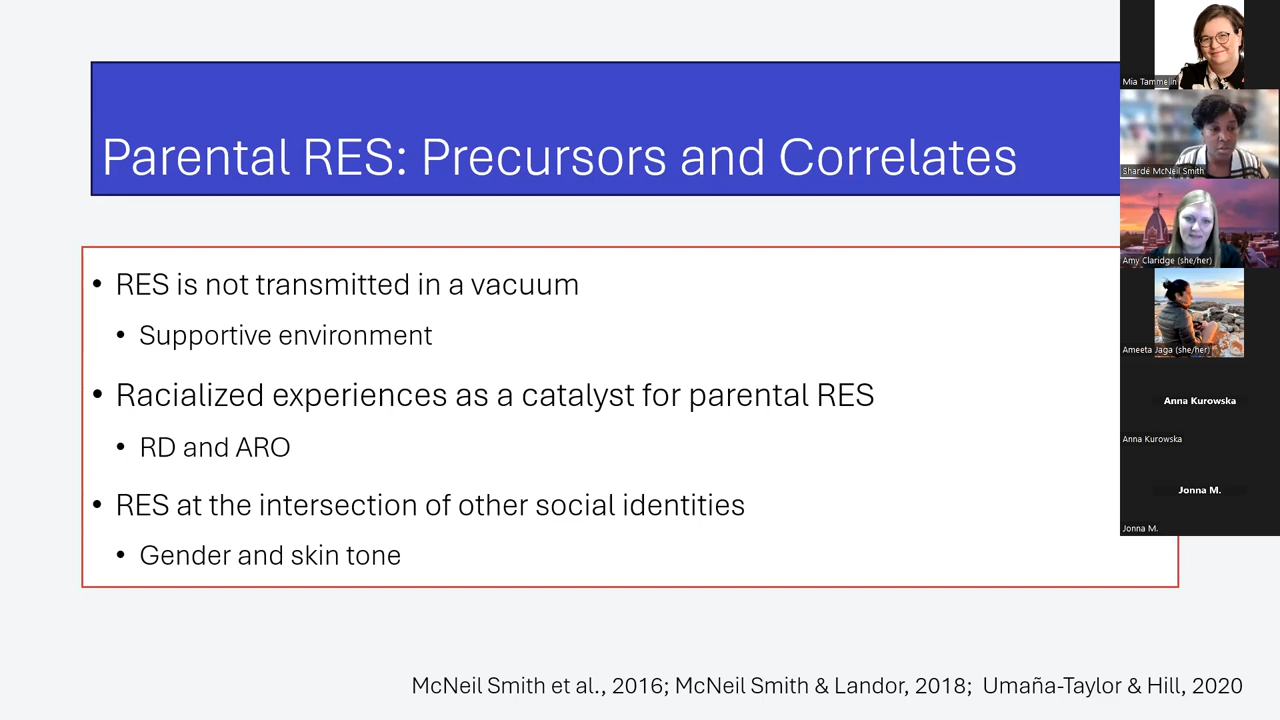 Parental RES: Precursors and Correlates
• RES is not transmitted in a vacuum
• Supportive environment
• Racialized experiences as a catalyst for parental RES
• RD and ARO
• RES at the intersection of other social identities
• Gender and skin tone
McNeil Smith et al., 2016; McNeil Smith & Landor, 2018; Umaña-Taylor & Hill, 2020
Mia Tammelin
Shardé McNeil Smith
Amy Claridge (she/her)
Ameeta Jaga (she/her)
Anna Kurowska
Anna Kurowska
Jonna M.
Jonna M.